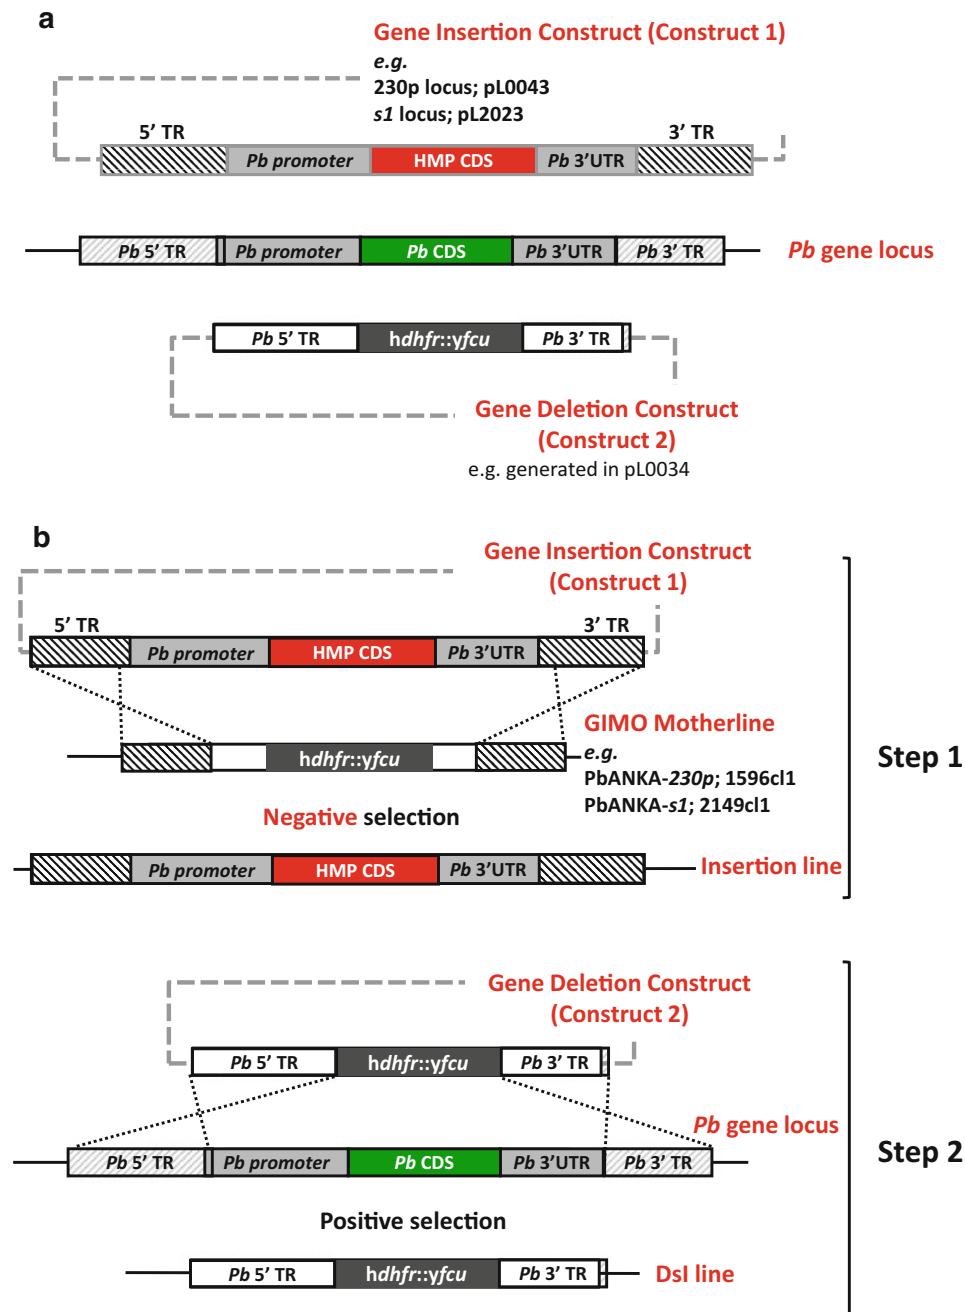 a
Gene Insertion Construct (Construct 1)
e.g.
230p locus; pL0043
s1 locus; pL2023
5’ TR
3’ TR
Pb promoter
HMP CDS
Pb 3’UTR
Pb 5’ TR
Pb promoter
Pb CDS
Pb 3’UTR
Pb 3’ TR
Pb gene locus
Pb 5’ TR
hdhfr::yfcu
Pb 3’ TR
Gene Deletion Construct
(Construct 2)
e.g. generated in pL0034
b
Gene Insertion Construct
(Construct 1)
5’ TR
3’ TR
Pb promoter
HMP CDS
Pb 3’UTR
GIMO Motherline
e.g.
PbANKA-230p; 1596cl1
PbANKA-s1; 2149cl1
hdhfr::yfcu
Step 1
Negative selection
Pb promoter
HMP CDS
Pb 3’UTR
Insertion line
Gene Deletion Construct
(Construct 2)
Pb 5’ TR
hdhfr::yfcu
Pb 3’ TR
Pb gene locus
Step 2
Pb 5’ TR
Pb promoter
Pb CDS
Pb 3’UTR
Pb 3’ TR
Positive selection
Pb 5’ TR
hdhfr::yfcu
Pb 3’ TR
DsI line